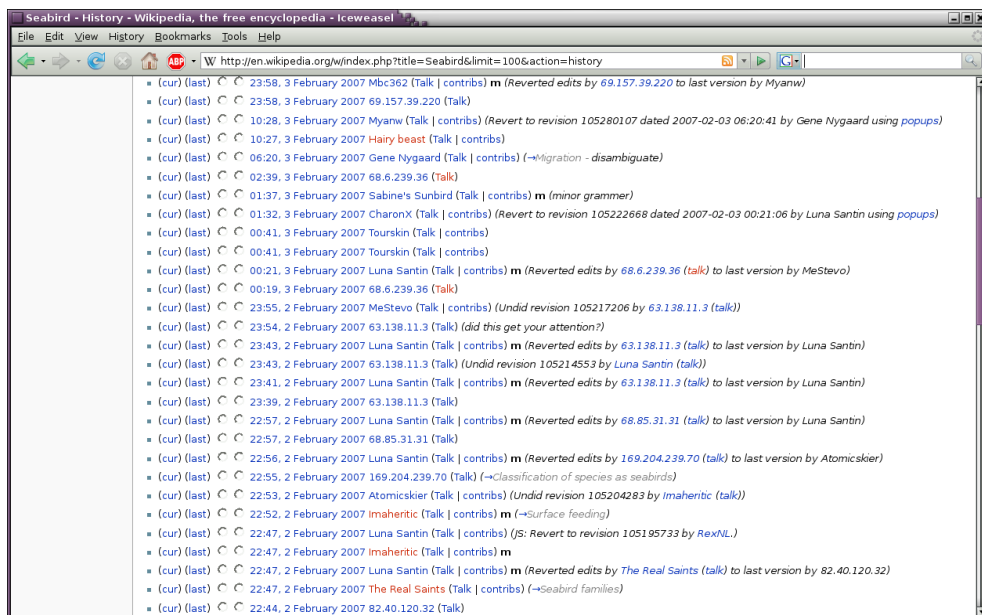 Seabird - History - Wikipedia, the free encyclopedia - Iceweasel
File Edit View History Bookmarks Tools Help
ABP W http://en.wikipedia.org/w/index.php?title=Seabird&limit=100&action=history G
(cur) (last) 23:58, 3 February 2007 Mbc362 (Talk | contribs) m (Reverted edits by 69.157.39.220 to last version by Myanw)
(cur) (last) 23:58, 3 February 2007 69.157.39.220 (Talk)
(cur) (last) 10:28, 3 February 2007 Myanw (Talk | contribs) (Revert to revision 105280107 dated 2007-02-03 06:20:41 by Gene Nygaard using popups)
(cur) (last) 10:27, 3 February 2007 Hairy beast (Talk | contribs)
(cur) (last) 06:20, 3 February 2007 Gene Nygaard (Talk | contribs) (→Migration - disambiguate)
(cur) (last) 02:39, 3 February 2007 68.6.239.36 (Talk)
(cur) (last) 01:37, 3 February 2007 Sabine's Sunbird (Talk | contribs) m (minor grammer)
(cur) (last) 01:32, 3 February 2007 CharonX (Talk | contribs) (Revert to revision 105222668 dated 2007-02-03 00:21:06 by Luna Santin using popups)
(cur) (last) 00:41, 3 February 2007 Tourskin (Talk | contribs)
(cur) (last) 00:41, 3 February 2007 Tourskin (Talk | contribs)
(cur) (last) 00:21, 3 February 2007 Luna Santin (Talk | contribs) m (Reverted edits by 68.6.239.36 (talk) to last version by MeStevo)
(cur) (last) 00:19, 3 February 2007 68.6.239.36 (Talk)
(cur) (last) 23:55, 2 February 2007 MeStevo (Talk | contribs) (Undid revision 105217206 by 63.138.11.3 (talk))
(cur) (last) 23:54, 2 February 2007 63.138.11.3 (Talk) (did this get your attention?)
(cur) (last) 23:43, 2 February 2007 Luna Santin (Talk | contribs) m (Reverted edits by 63.138.11.3 (talk) to last version by Luna Santin)
(cur) (last) 23:43, 2 February 2007 63.138.11.3 (Talk) (Undid revision 105214553 by Luna Santin (talk))
(cur) (last) 23:41, 2 February 2007 Luna Santin (Talk | contribs) m (Reverted edits by 63.138.11.3 (talk) to last version by Luna Santin)
(cur) (last) 23:39, 2 February 2007 63.138.11.3 (Talk)
(cur) (last) 22:57, 2 February 2007 Luna Santin (Talk | contribs) m (Reverted edits by 68.85.31.31 (talk) to last version by Luna Santin)
(cur) (last) 22:57, 2 February 2007 68.85.31.31 (Talk)
(cur) (last) 22:56, 2 February 2007 Luna Santin (Talk | contribs) m (Reverted edits by 169.204.239.70 (talk) to last version by Atomicskier)
(cur) (last) 22:55, 2 February 2007 169.204.239.70 (Talk) (→Classification of species as seabirds)
(cur) (last) 22:53, 2 February 2007 Atomicskier (Talk | contribs) (Undid revision 105204283 by Imaheritic (talk))
(cur) (last) 22:52, 2 February 2007 Imaheritic (Talk | contribs) m (→Surface feeding)
(cur) (last) 22:47, 2 February 2007 Luna Santin (Talk | contribs) (JS: Revert to revision 105195733 by RexNL.)
(cur) (last) 22:47, 2 February 2007 Imaheritic (Talk | contribs) m
(cur) (last) 22:47, 2 February 2007 Luna Santin (Talk | contribs) m (Reverted edits by The Real Saints (talk) to last version by 82.40.120.32)
(cur) (last) 22:47, 2 February 2007 The Real Saints (Talk | contribs) (→Seabird families)
(cur) (last) 22:44, 2 February 2007 82.40.120.32 (Talk)